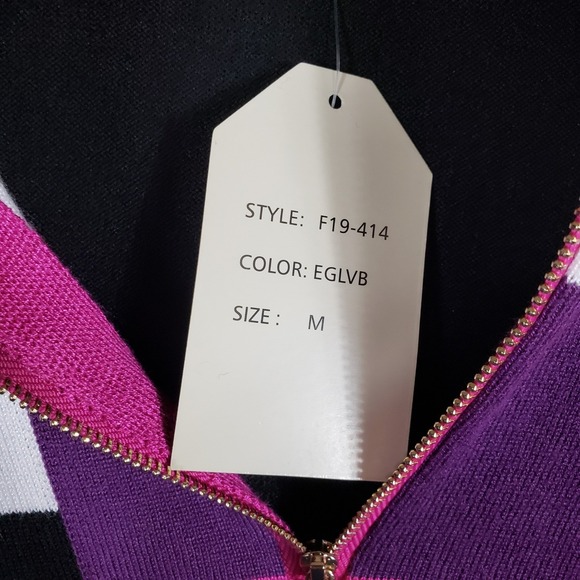 STYLE: F19-414
COLOR: EGLVB
SIZE : M